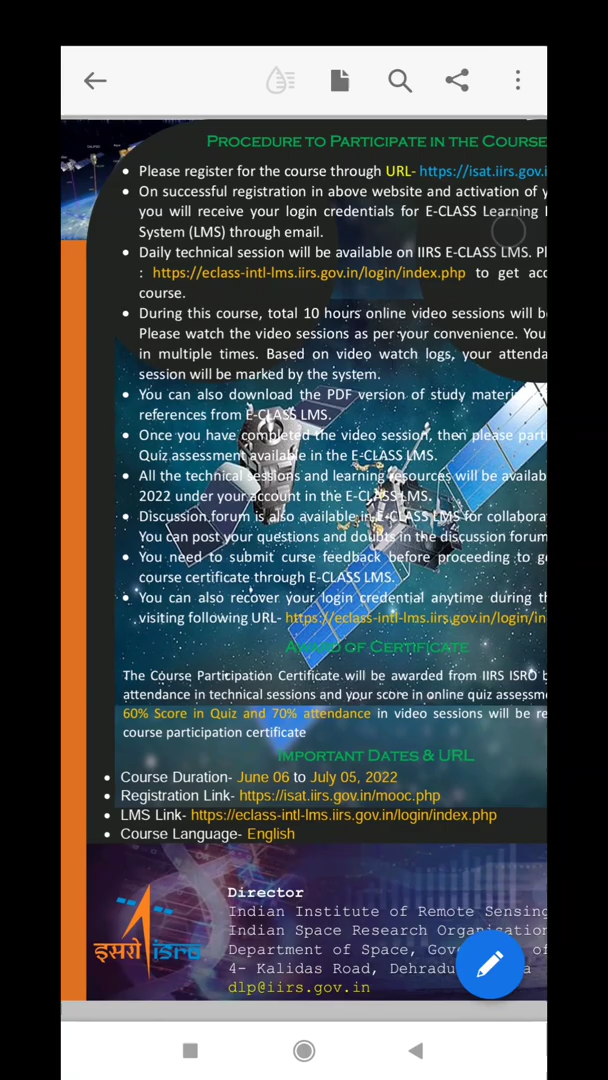 PROCEDURE TO PARTICIPATE IN THE COURSE
• Please register for the course through URL- https://isat.iirs.gov.i
• On successful registration in above website and activation of y
you will receive your login credentials for E-CLASS Learning
System (LMS) through email.
• Daily technical session will be available on IIRS E-CLASS LMS. Pl
: https://eclass-intl-lms.iirs.gov.in/login/index.php to get acc
course.
• During this course, total 10 hours online video sessions will be
Please watch the video sessions as per your convenience. You
in multiple times. Based on video watch logs, your attenda
session will be marked by the system.
• You can also download the PDF version of study materi
references from E-CLASS LMS.
• Once you have completed the video session, then please part
Quiz assessment available in the E-CLASS LMS.
• All the technical sessions and learning resources will be availab
2022 under your account in the E-CLASS LMS.
• Discussion forum is also available in E-CLASS LMS for collabora
You can post your questions and doubts in the discussion forum
• You need to submit curse feedback before proceeding to ge
course certificate through E-CLASS LMS.
• You can also recover your login credential anytime during th
visiting following URL- https://eclass-intl-lms.iirs.gov.in/login/in
AWARD OF CERTIFICATE
The Course Participation Certificate will be awarded from IIRS ISRO b
attendance in technical sessions and your score in online quiz assessme
60% Score in Quiz and 70% attendance in video sessions will be re
course participation certificate
IMPORTANT DATES & URL
• Course Duration- June 06 to July 05, 2022
• Registration Link- https://isat.iirs.gov.in/mooc.php
• LMS Link- https://eclass-intl-lms.iirs.gov.in/login/index.php
• Course Language- English
इसरो isro
Director
Indian Institute of Remote Sensing
Indian Space Research Organisation
Department of Space, Gove of
4- Kalidas Road, Dehradu a
dlp@iirs.gov.in